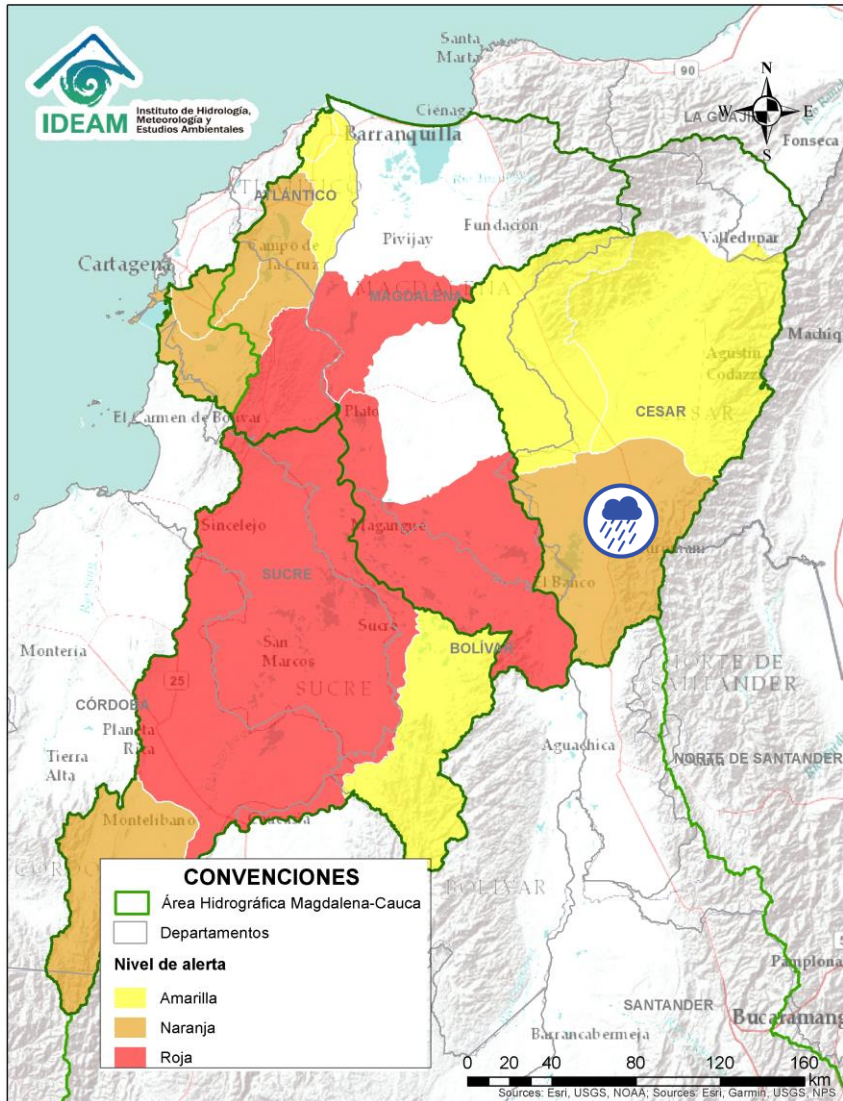 IDEAM
Instituto de Hidrología,
Meteorología y
Estudios Ambientales
Santa
Marta
90
N
W
E
S
Ciénaga
Barranquilla
Fonseca
ATLÁNTICO
Pivijay
Fundación
Valledupar
Cartagena
Campo de
la Cruz
MAGDALENA
Agustín
Codazzi
El Carmen de Bolívar
Plato
CESAR
Sincelejo
Magangué
El Banco
SUCRE
Sucre
San
Marcos
BOLÍVAR
Montería
25
SUCRE
NORTE DE
SANTANDER
CÓRDOBA
Planeta
Rica
Tierra
Alta
Aguachica
NORTE DE SANTANDER
Montelíbano
BOLÍVAR
CONVENCIONES
Área Hidrográfica Magdalena-Cauca
Departamentos
Nivel de alerta
Amarilla
Naranja
Roja
Pamplona
SANTANDER
Bucaramang
Barrancabermeja
0 20 40 80 120 160
km
Sources: Esri, USGS, NOAA; Sources: Esri, Garmin, USGS, NPS